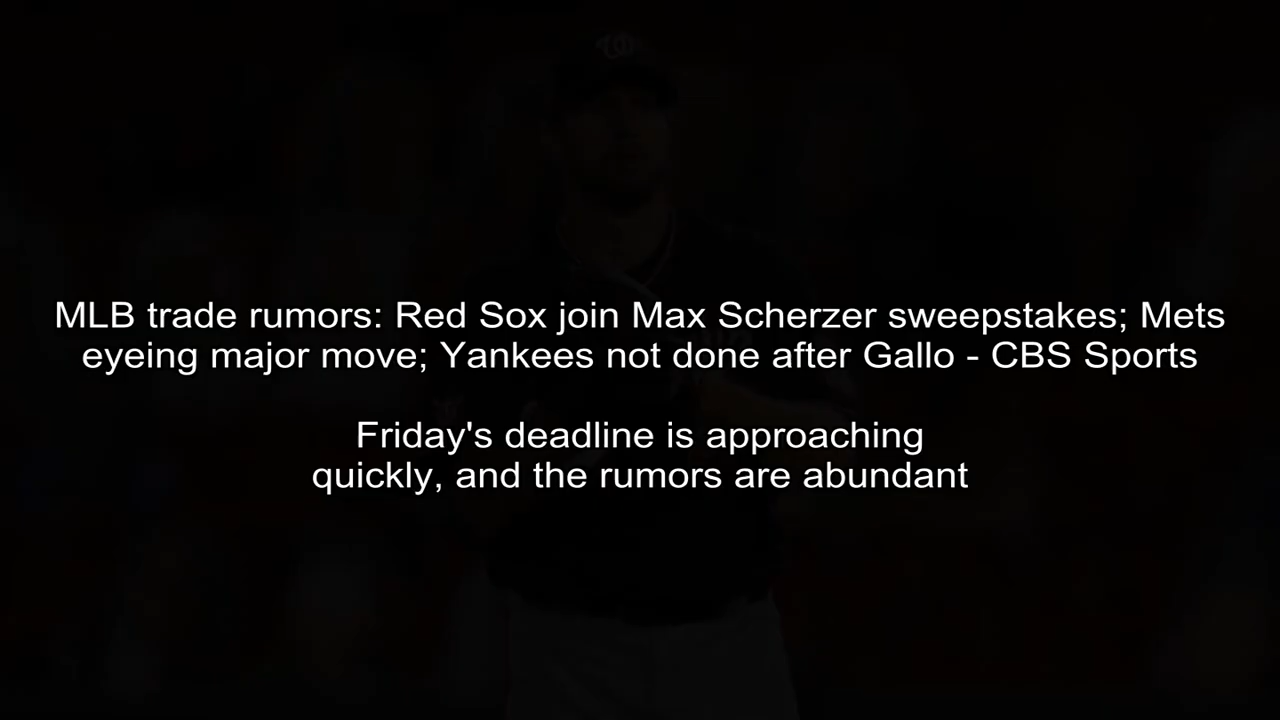 MLB trade rumors: Red Sox join Max Scherzer sweepstakes; Mets
eyeing major move; Yankees not done after Gallo - CBS Sports
Friday's deadline is approaching
quickly, and the rumors are abundant